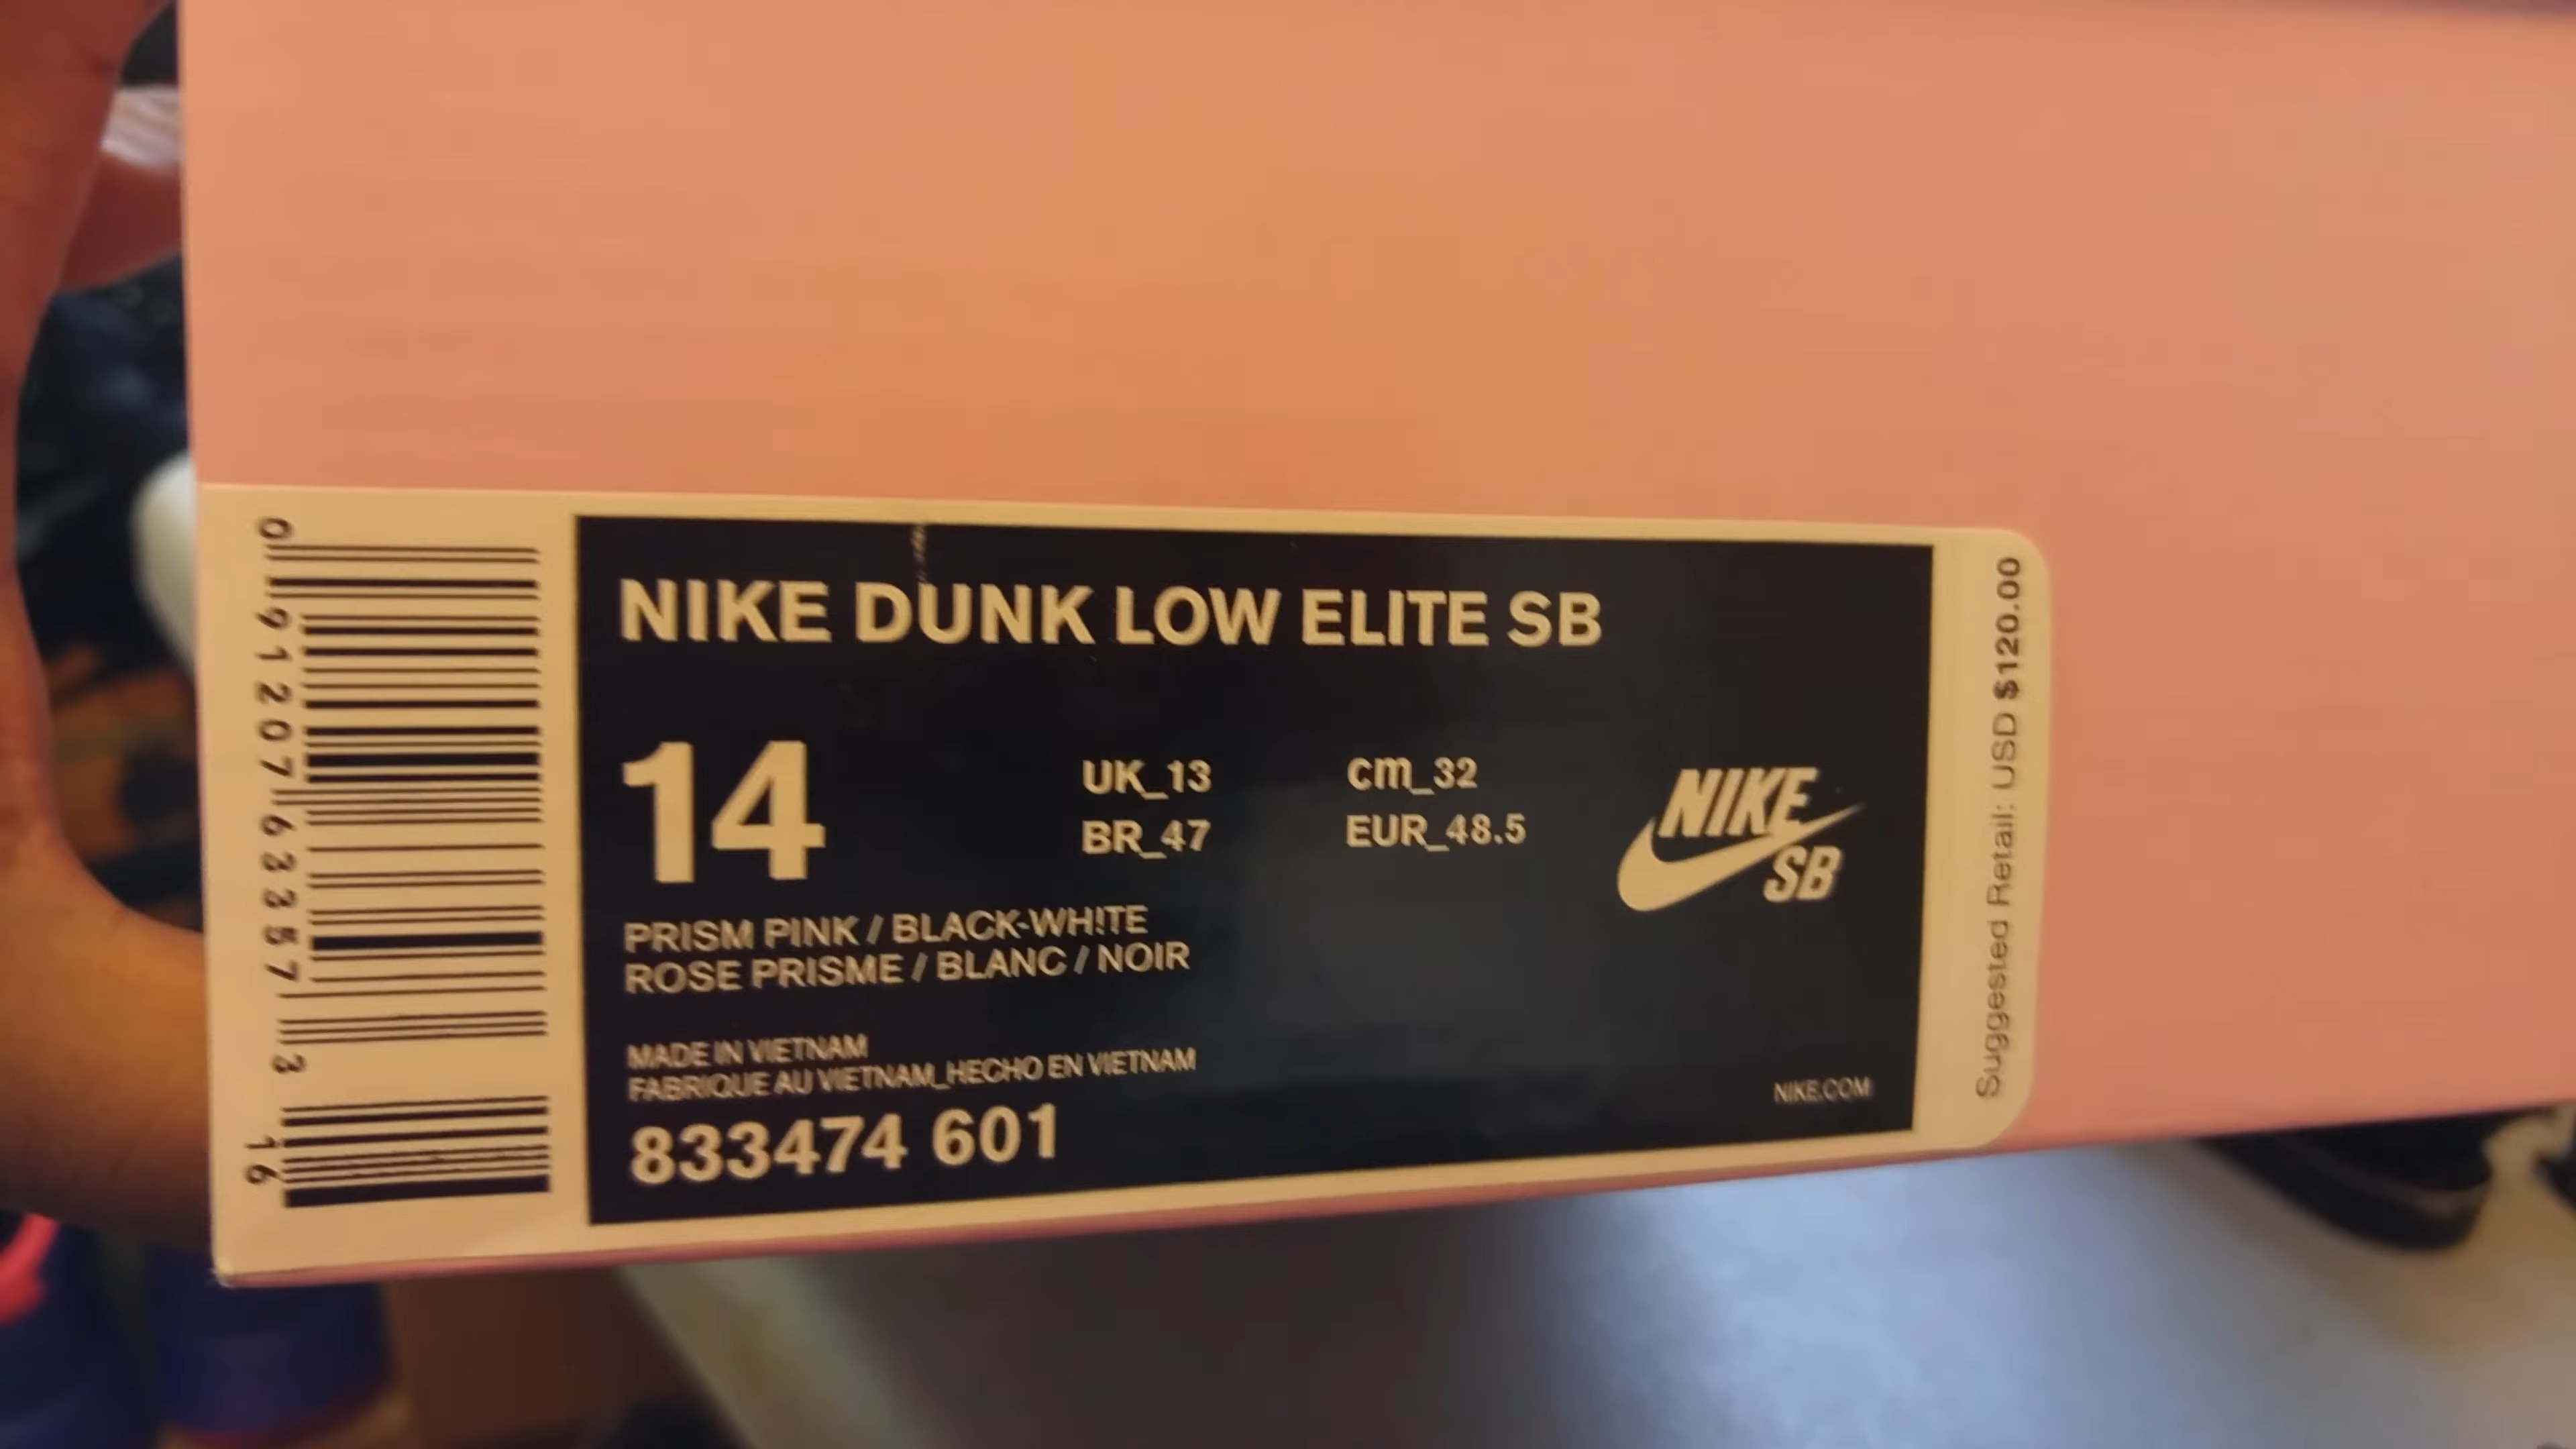 0 91207 63357 3
16
NIKE DUNK LOW ELITE SB
14
UK_13
cm_32
BR_47
EUR_48.5
NIKE
SB
PRISM PINK / BLACK-WHITE
ROSE PRISME / BLANC / NOIR
MADE IN VIETNAM
FABRIQUE AU VIETNAM_HECHO EN VIETNAM
833474 601
NIKE.COM
Suggested Retail: USD $120.00